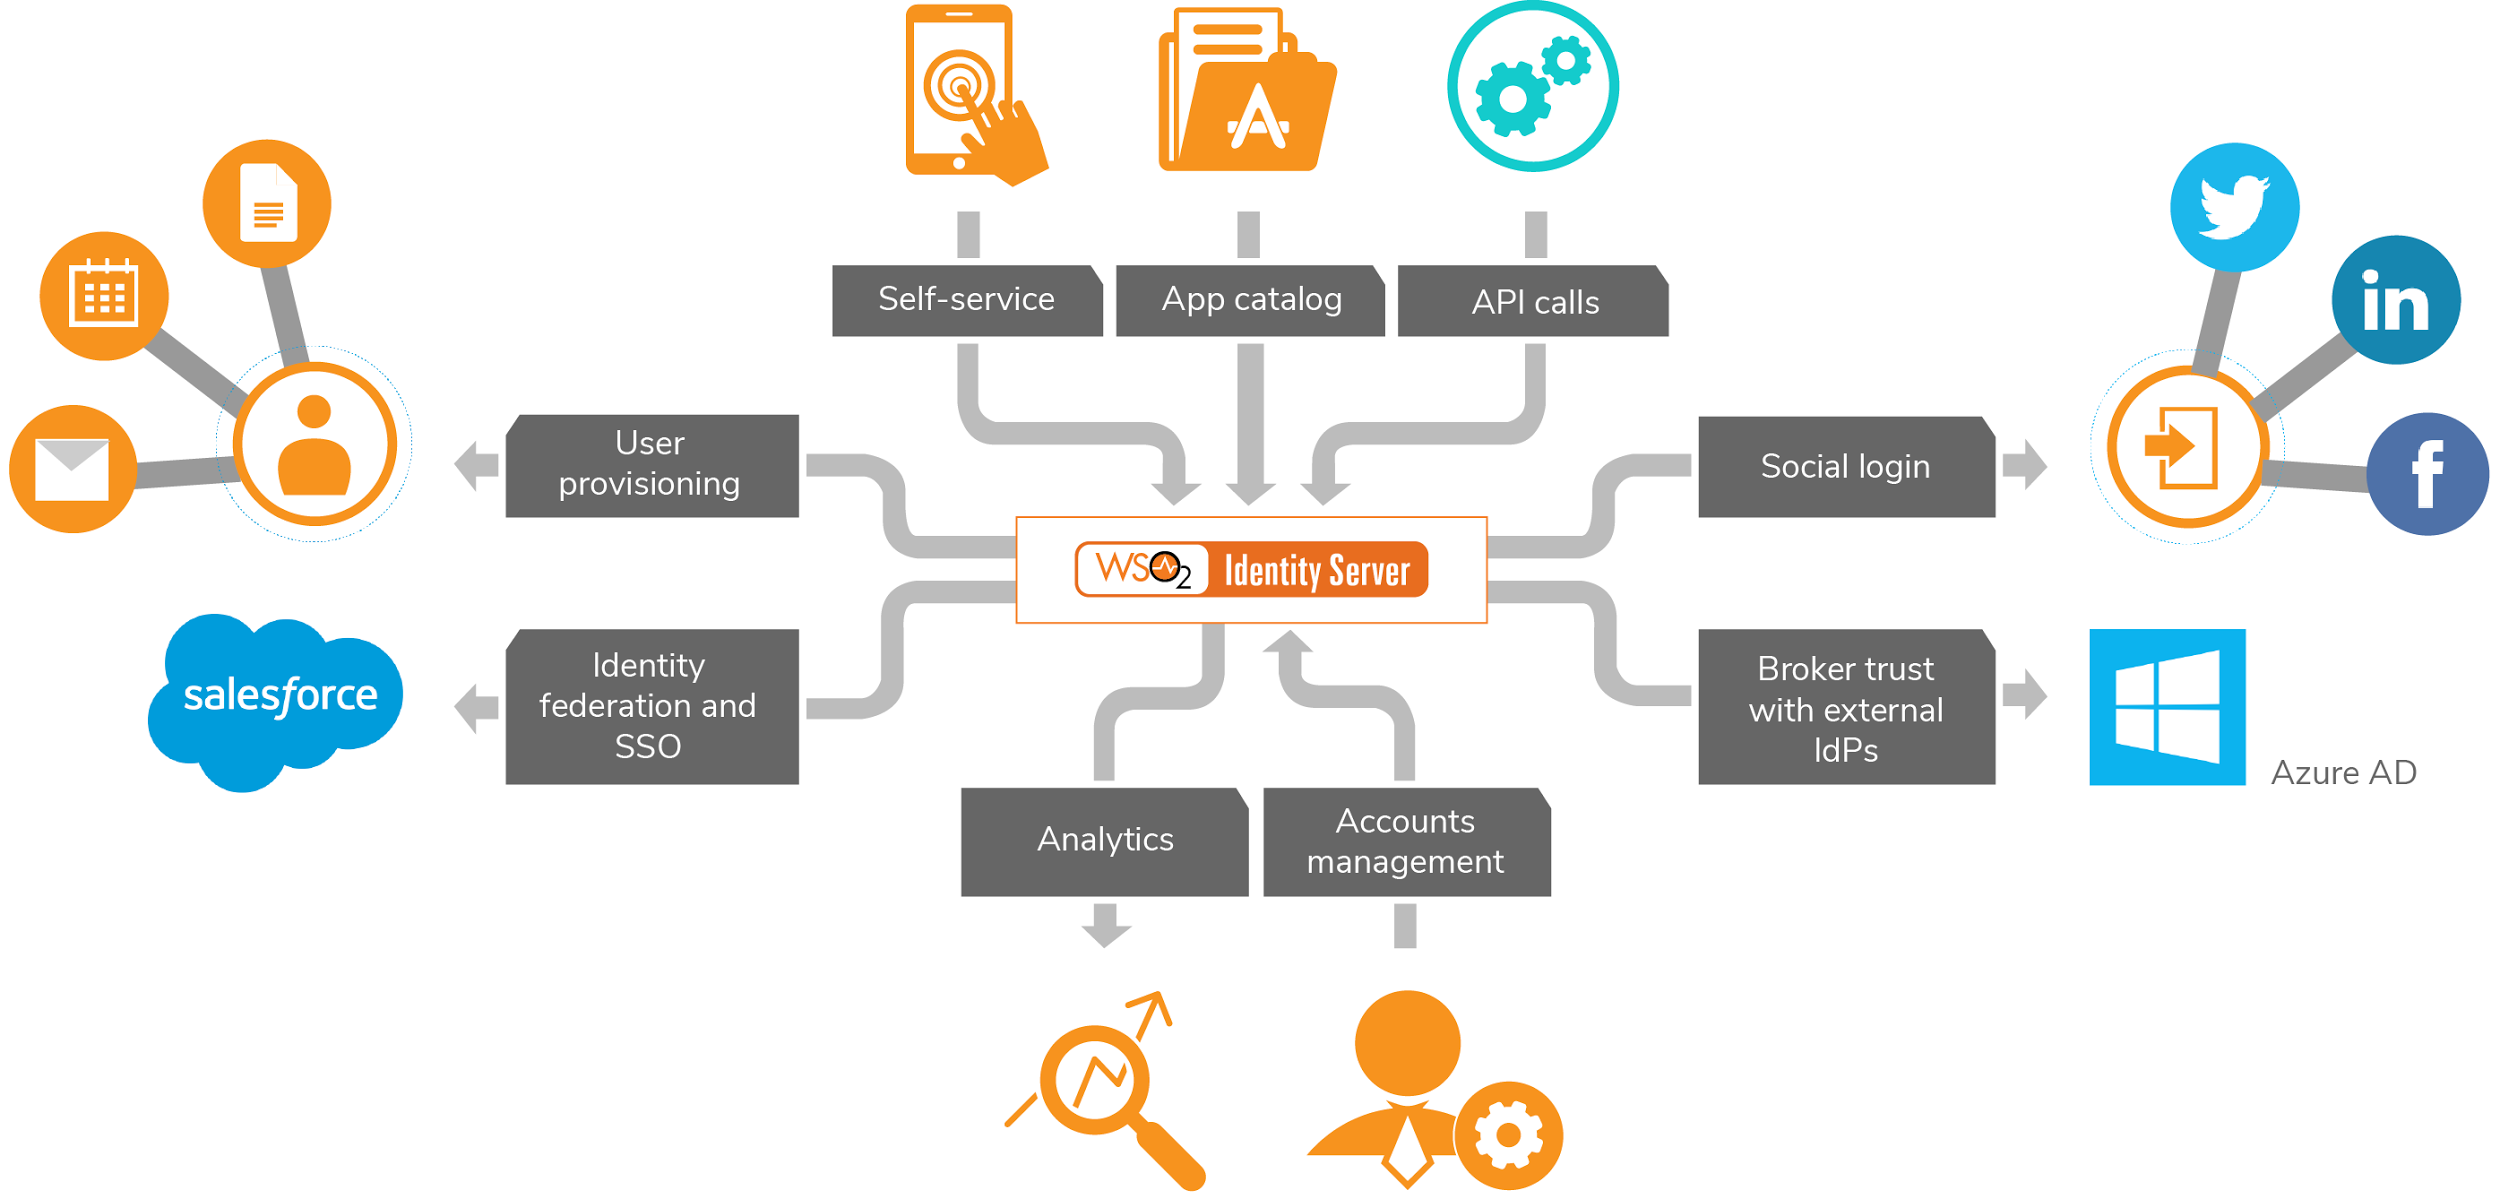 Self-service
App catalog
API calls
User
provisioning
Social login
in
f
WSO2 Identity Server
salesforce
Identity
federation and
SSO
Broker trust
with external
IdPs
Azure AD
Analytics
Accounts
management